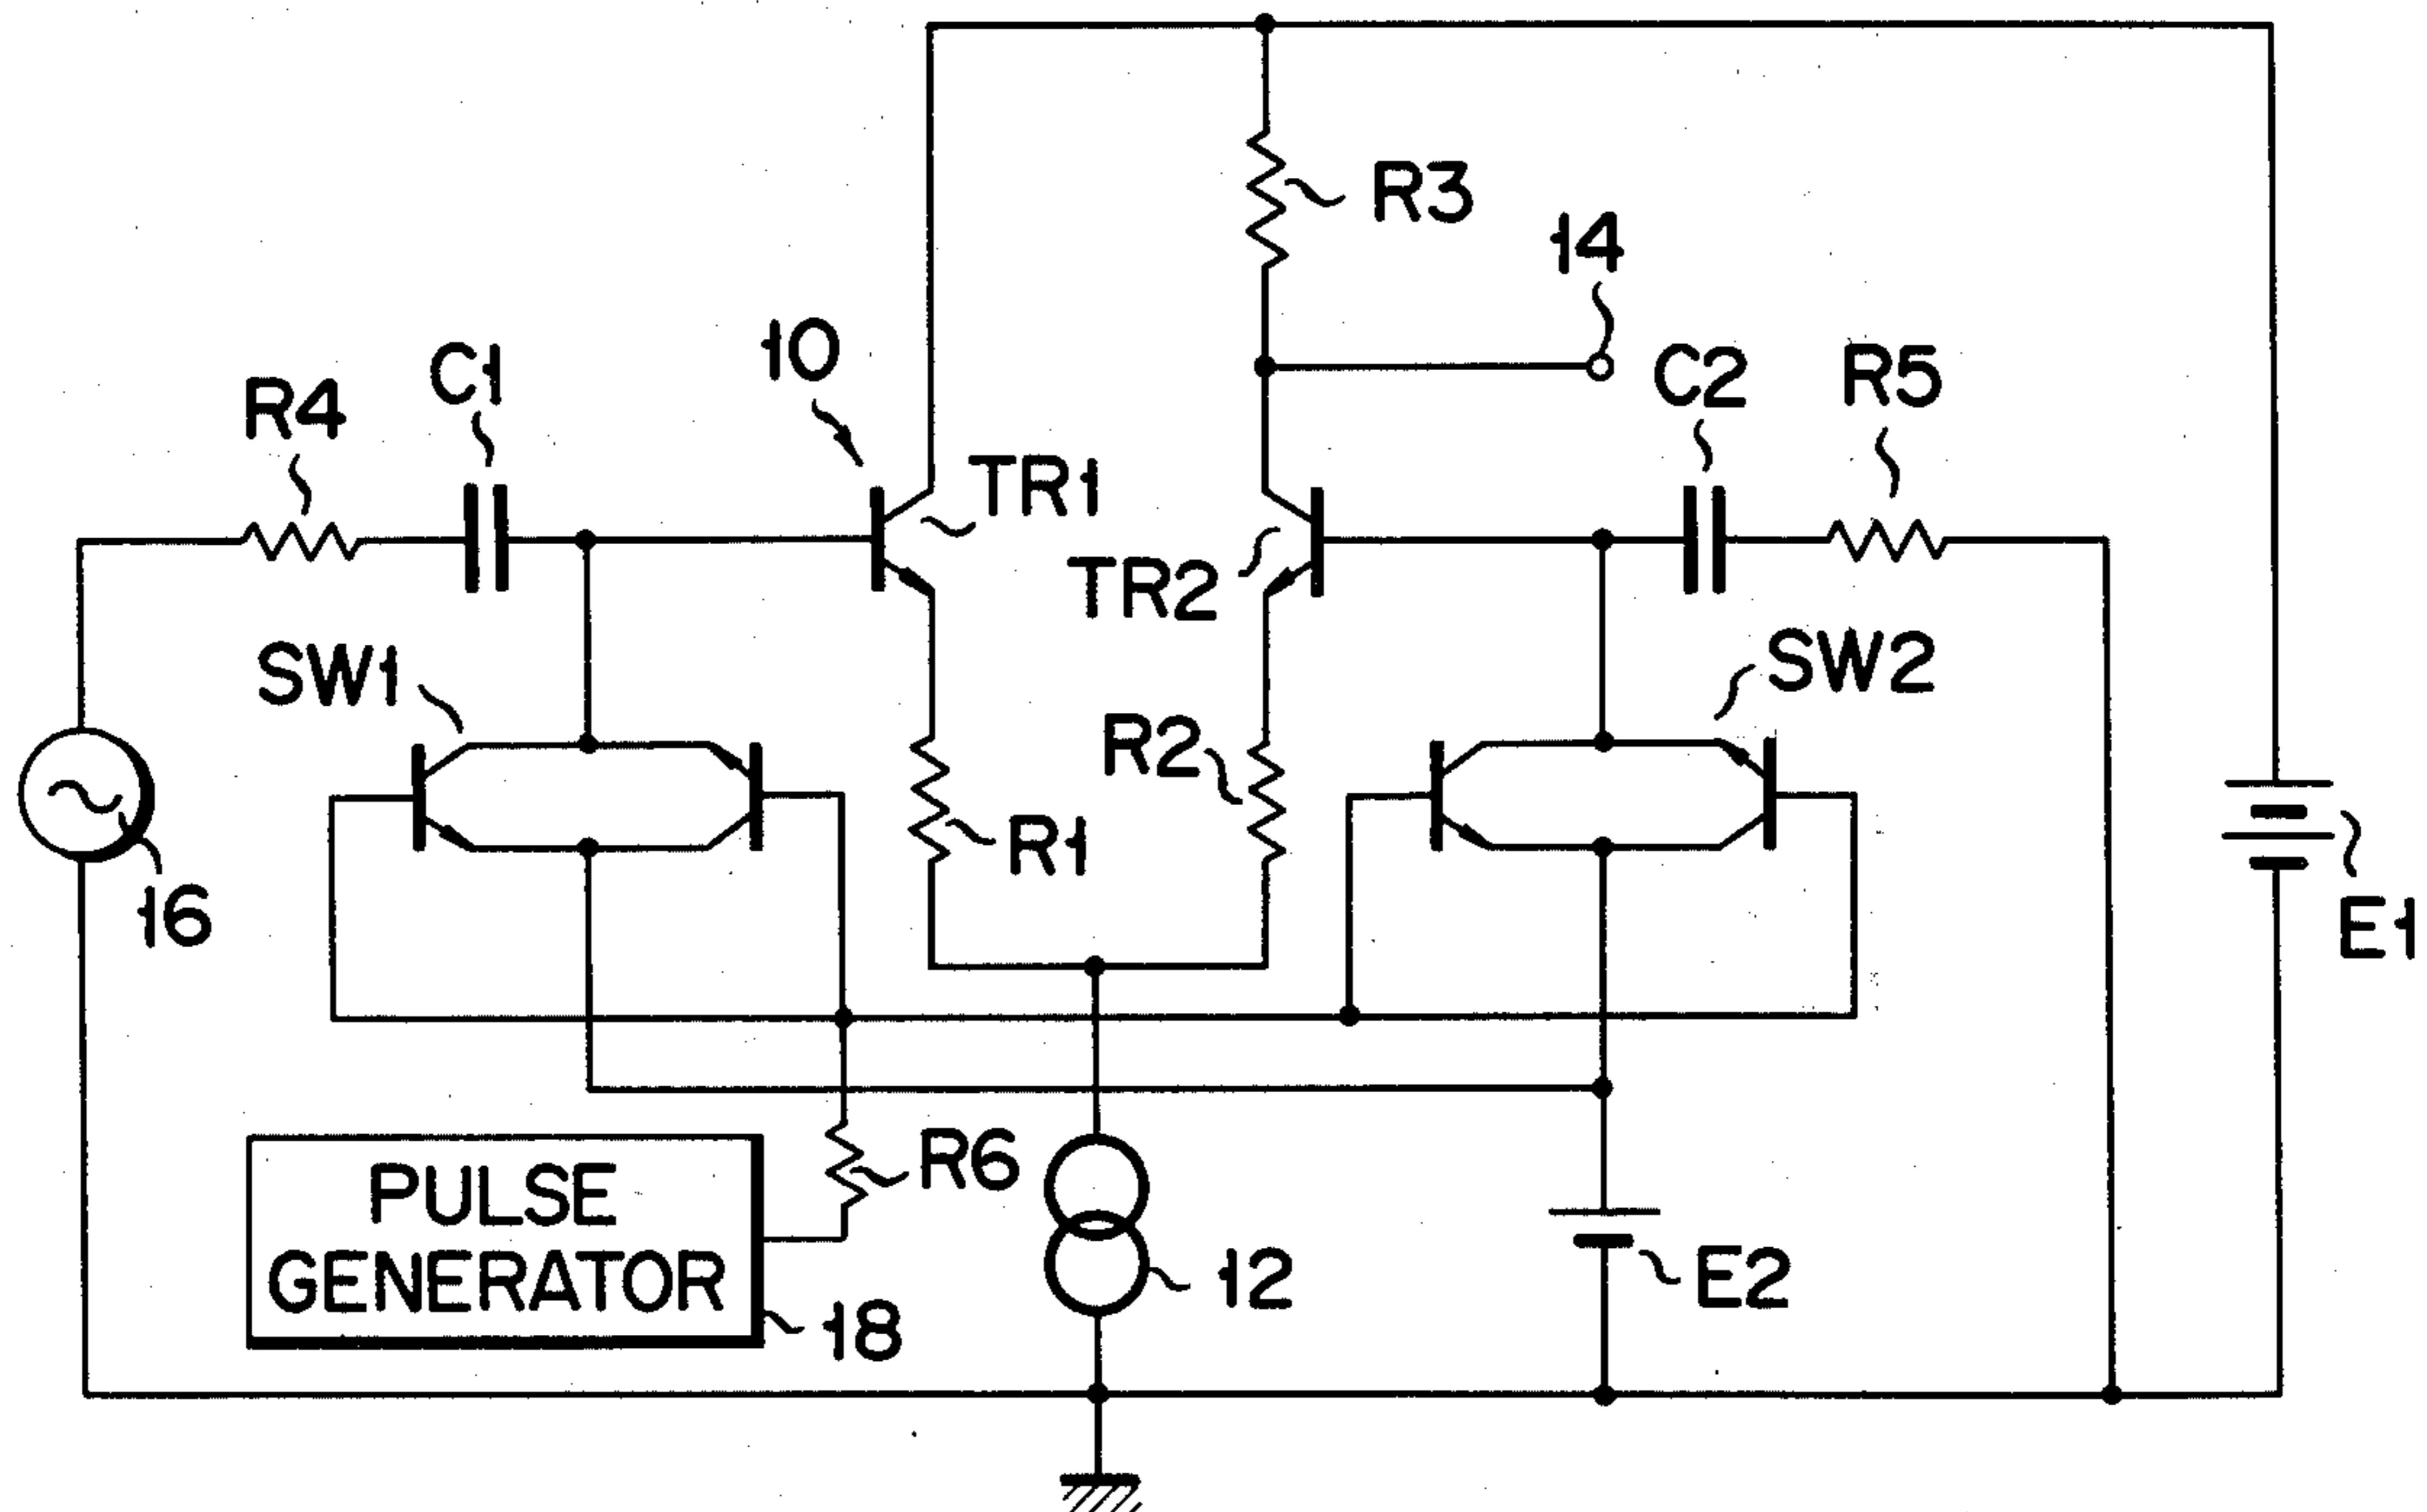 R3
14
10
C1
C2
R5
R4
TR1
TR2
SW1
SW2
R2
R1
16
E1
R6
PULSE
GENERATOR
12
E2
18